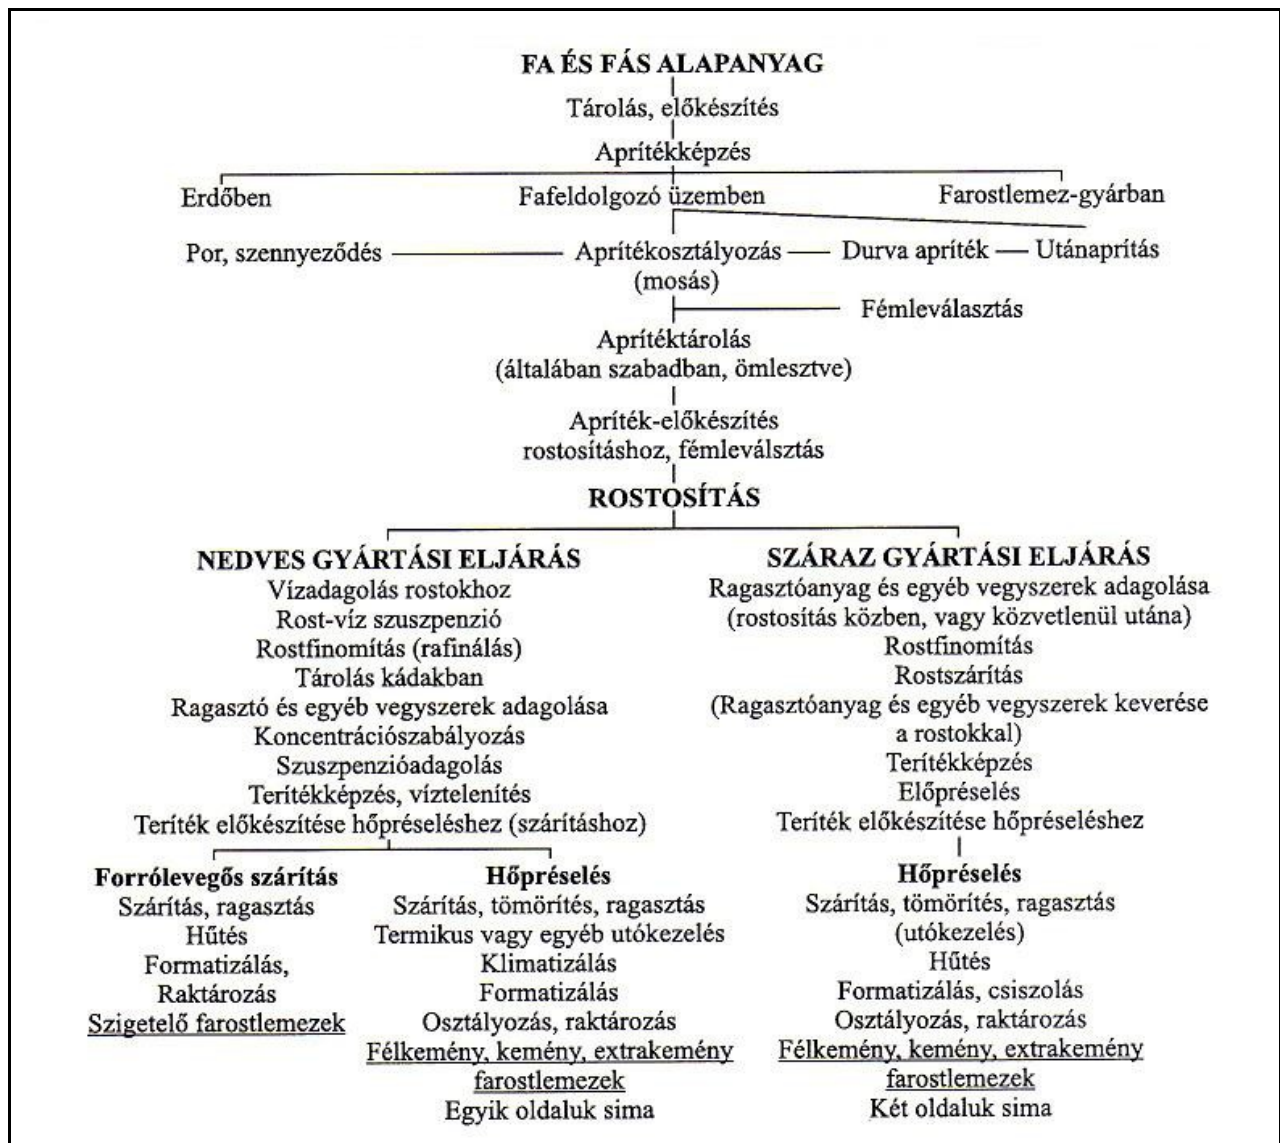 FA ÉS FÁS ALAPANYAG
Tárolás, előkészítés
Aprítékképzés
Erdőben
Fafeldolgozó üzemben
Farostlemez-gyárban
Por, szennyeződés
Aprítékosztályozás
(mosás)
Durva apríték
Utánaprítás
Fémleválasztás
Aprítéktárolás
(általában szabadban, ömlesztve)
Apríték-előkészítés
rostosításhoz, fémleválsztás
ROSTOSÍTÁS
NEDVES GYÁRTÁSI ELJÁRÁS
Vízadagolás rostokhoz
Rost-víz szuszpenzió
Rostfinomítás (rafinálás)
Tárolás kádakban
Ragasztó és egyéb vegyszerek adagolása
Koncentrációszabályozás
Szuszpenzióadagolás
Terítékképzés, víztelenítés
Teríték előkészítése hőpréseléshez (szárításhoz)
Forrólevegős szárítás
Szárítás, ragasztás
Hűtés
Formatizálás,
Raktározás
Szigetelő farostlemezek
Hőpréselés
Szárítás, tömörítés, ragasztás
Termikus vagy egyéb utókezelés
Klimatizálás
Formatizálás
Osztályozás, raktározás
Félkemény, kemény, extrakemény
farostlemezek
Egyik oldaluk sima
SZÁRAZ GYÁRTÁSI ELJÁRÁS
Ragasztóanyag és egyéb vegyszerek adagolása
(rostosítás közben, vagy közvetlenül utána)
Rostfinomítás
Rostszárítás
(Ragasztóanyag és egyéb vegyszerek keverése
a rostokkal)
Terítékképzés
Előpréselés
Teríték előkészítése hőpréseléshez
Hőpréselés
Szárítás, tömörítés, ragasztás
(utókezelés)
Hűtés
Formatizálás, csiszolás
Osztályozás, raktározás
Félkemény, kemény, extrakemény
farostlemezek
Két oldaluk sima